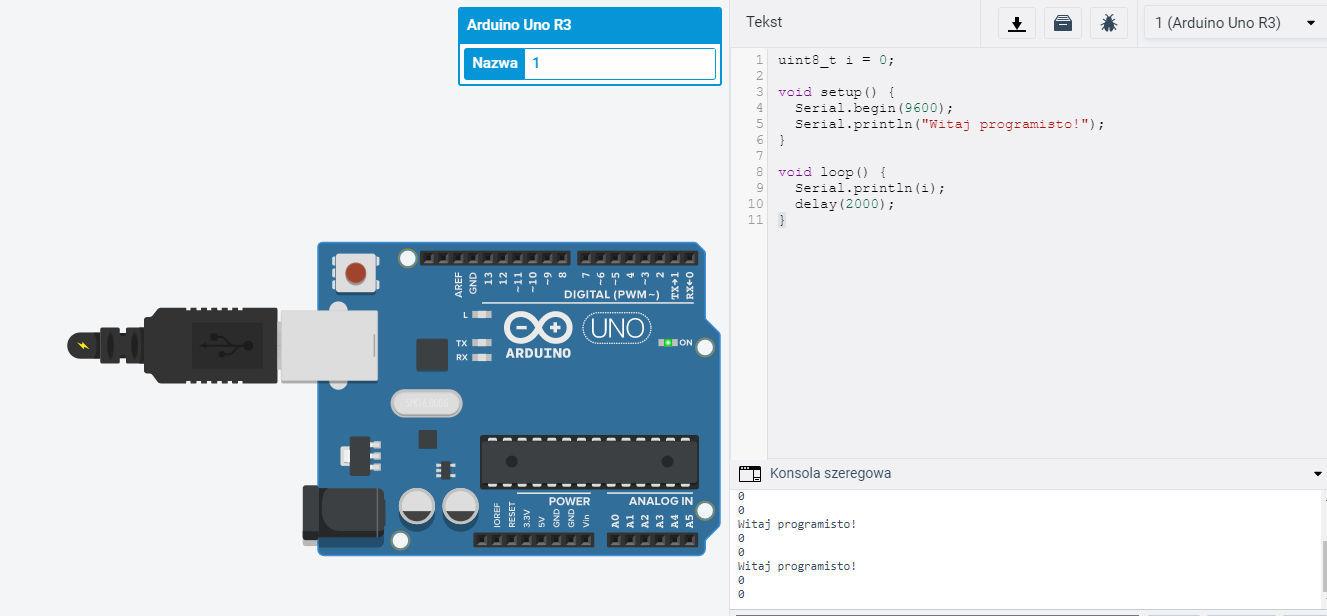 Arduino Uno R3
Nazwa 1
Tekst
1 (Arduino Uno R3)
1 uint8_t i = 0;
2
3 void setup() {
4 Serial.begin(9600);
5 Serial.println("Witaj programisto!");
6 }
7
8 void loop() {
9 Serial.println(i);
10 delay(2000);
11 }
AREF
GND
13
12
~11
~10
~9
8
7
~6
~5
4
~3
2
TX→1
RX←0
DIGITAL (PWM~)
L
TX
RX
UNO
ARDUINO
ON
POWER
ANALOG IN
IOREF
RESET
3.3V
5V
GND
GND
Vin
A0
A1
A2
A3
A4
A5
Konsola szeregowa
0
0
Witaj programisto!
0
0
Witaj programisto!
0
0